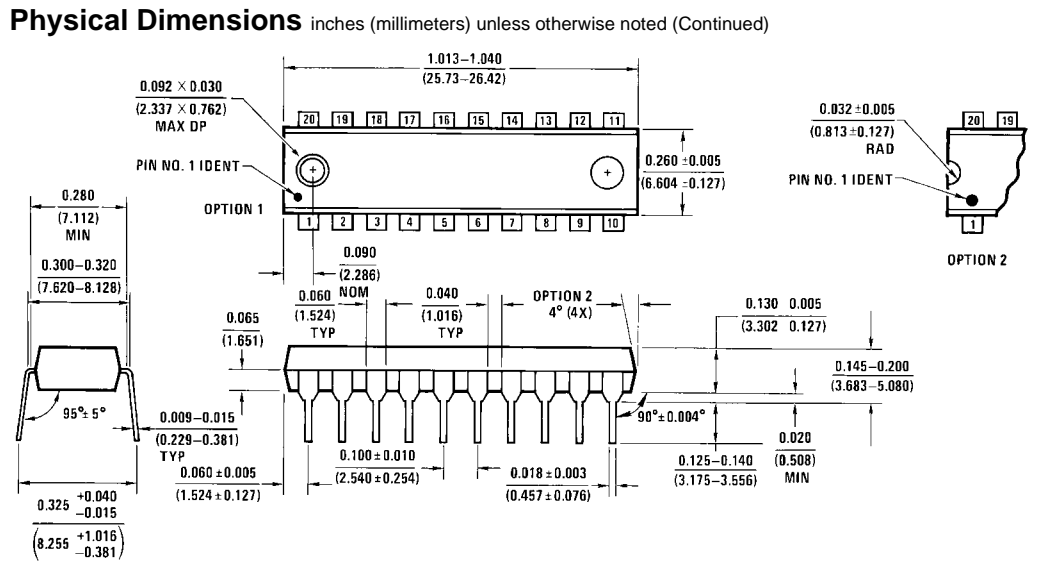 Physical Dimensions inches (millimeters) unless otherwise noted (Continued)
1.013–1.040
(25.73–26.42)
0.092 × 0.030
(2.337 × 0.762)
MAX DP
20 19 18 17 16 15 14 13 12 11
PIN NO. 1 IDENT
OPTION 1
1 2 3 4 5 6 7 8 9 10
0.260 ±0.005
(6.604 ±0.127)
0.032 ±0.005
(0.813 ±0.127)
RAD
20 19
PIN NO. 1 IDENT
1
OPTION 2
0.280
(7.112)
MIN
0.300–0.320
(7.620–8.128)
0.090
(2.286)
NOM
0.060
(1.524)
TYP
0.040
(1.016)
TYP
OPTION 2
4° (4X)
0.130 0.005
(3.302 0.127)
0.065
(1.651)
0.145–0.200
(3.683–5.080)
95° ± 5°
0.009–0.015
(0.229–0.381)
TYP
90° ±0.004°
0.020
(0.508)
MIN
0.125–0.140
(3.175–3.556)
0.100 ±0.010
(2.540 ±0.254)
0.018 ±0.003
(0.457 ±0.076)
0.060 ±0.005
(1.524 ±0.127)
0.325 +0.040
−0.015
(8.255 +1.016
−0.381)